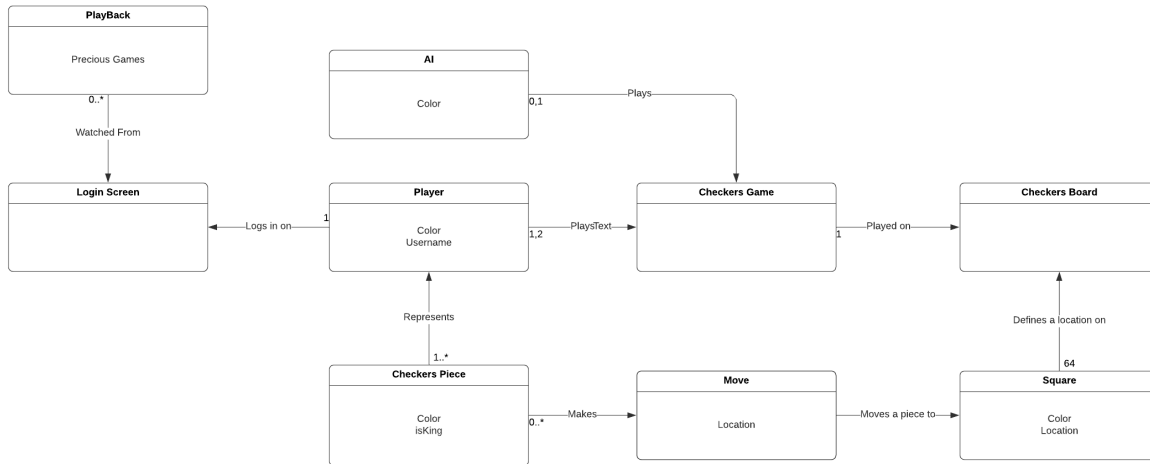 PlayBack
Precious Games
0..*
Watched From
AI
Color
0,1
Plays
Login Screen
Logs in on
1
Player
Color
Username
1,2
PlaysText
Checkers Game
1
Played on
Checkers Board
Represents
1..*
Defines a location on
64
Checkers Piece
Color
isKing
0..*
Makes
Move
Location
Moves a piece to
Square
Color
Location